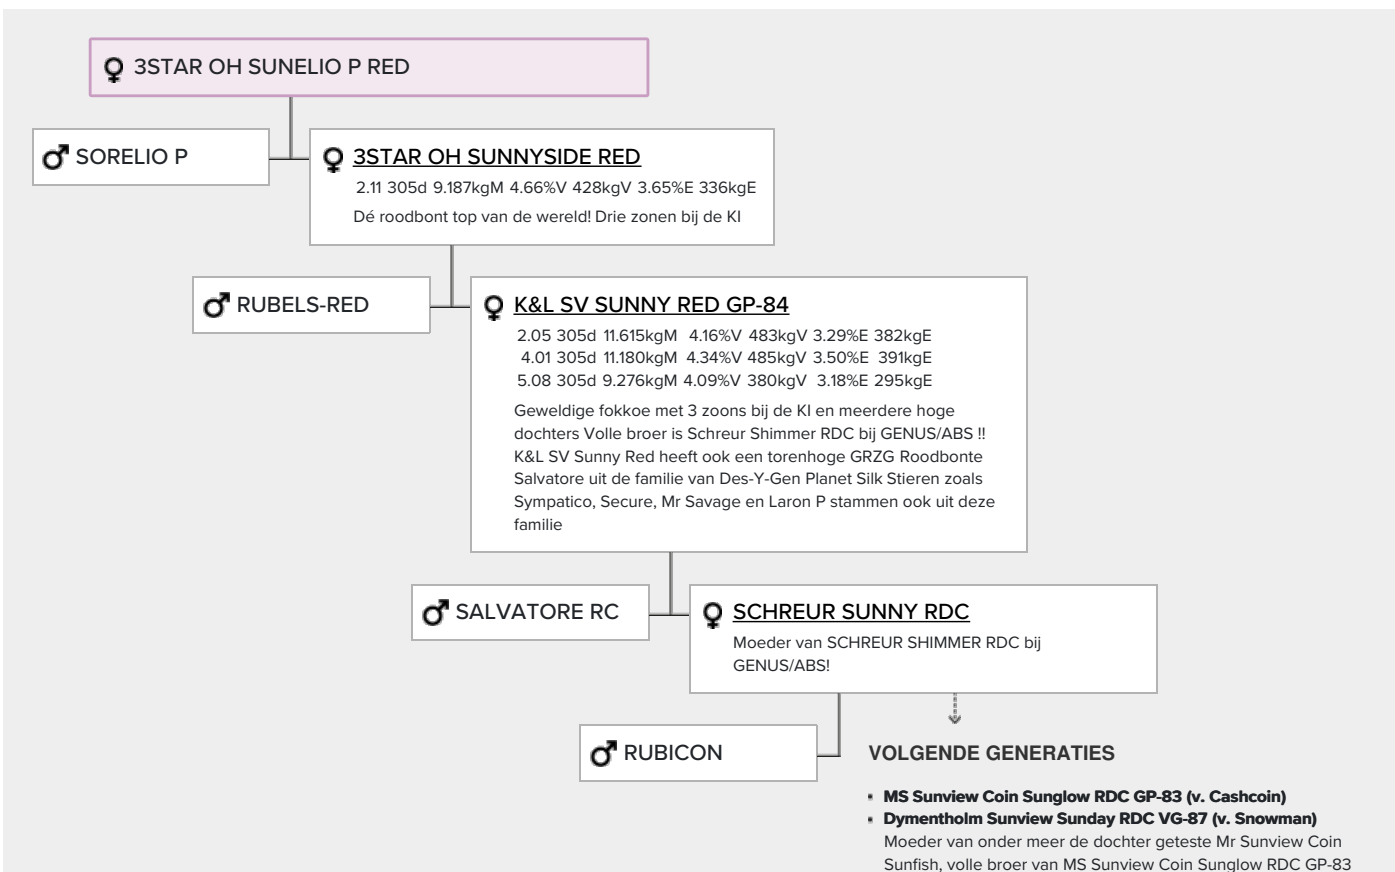 3STAR OH SUNELIO P RED
SORELIO P
3STAR OH SUNNYSIDE RED
2.11 305d 9.187kgM 4.66%V 428kgV 3.65%E 336kgE
Dé roodbont top van de wereld! Drie zonen bij de KI
RUBELS-RED
K&L SV SUNNY RED GP-84
2.05 305d 11.615kgM 4.16%V 483kgV 3.29%E 382kgE
4.01 305d 11.180kgM 4.34%V 485kgV 3.50%E 391kgE
5.08 305d 9.276kgM 4.09%V 380kgV 3.18%E 295kgE
Geweldige fokkoe met 3 zoons bij de KI en meerdere hoge
dochters Volle broer is Schreur Shimmer RDC bij GENUS/ABS !!
K&L SV Sunny Red heeft ook een torenhoge GRZG Roodbonte
Salvatore uit de familie van Des-Y-Gen Planet Silk Stieren zoals
Sympatico, Secure, Mr Savage en Laron P stammen ook uit deze
familie
SALVATORE RC
SCHREUR SUNNY RDC
Moeder van SCHREUR SHIMMER RDC bij
GENUS/ABS!
RUBICON
VOLGENDE GENERATIES
MS Sunview Coin Sunglow RDC GP-83 (v. Cashcoin)
Dymentholm Sunview Sunday RDC VG-87 (v. Snowman)
Moeder van onder meer de dochter geteste Mr Sunview Coin
Sunfish, volle broer van MS Sunview Coin Sunglow RDC GP-83